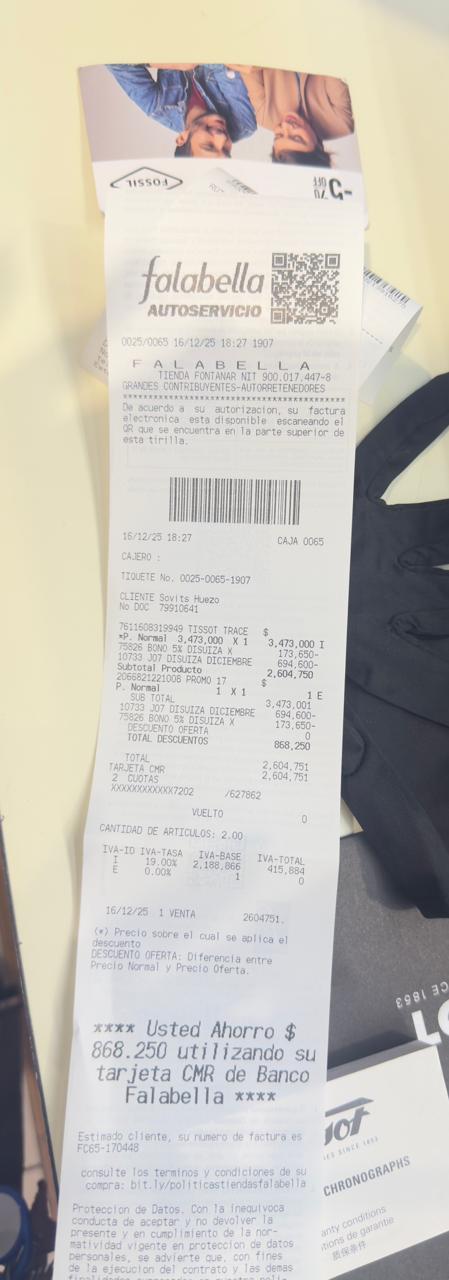 FOSSIL
-5
%
OFF
falabella
AUTOSERVICIO
0025/0065 16/12/25 18:27 1907
F A L A B E L L A
TIENDA FONTANAR NIT 900.017.447-8
GRANDES CONTRIBUYENTES-AUTORRETENEDORES
****************************************
De acuerdo a su autorizacion, su factura
electronica esta disponible escaneando el
QR que se encuentra en la parte superior de
esta tirilla.
16/12/25 18:27 CAJA 0065
CAJERO :
TIQUETE No. 0025-0065-1907
CLIENTE Sovits Huezo
No DOC 79910641
7611608319949 TISSOT TRACE $
*P. Normal 3,473,000 X 1 3,473,000 I
75826 BONO 5% DISUIZA X 173,650-
10733 J07 DISUIZA DICIEMBRE 694,600-
Subtotal Producto 2,604,750
2066821221008 PROMO 17 $
P. Normal 1 X 1 1 E
SUB TOTAL 3,473,001
10733 J07 DISUIZA DICIEMBRE 694,600-
75826 BONO 5% DISUIZA X 173,650-
DESCUENTO OFERTA 0
TOTAL DESCUENTOS 868,250
TOTAL 2,604,751
TARJETA CMR 2,604,751
2 CUOTAS
XXXXXXXXXXXX7202 /627862
VUELTO 0
CANTIDAD DE ARTICULOS: 2.00
IVA-ID IVA-TASA IVA-BASE IVA-TOTAL
I 19.00% 2,188,866 415,884
E 0.00% 1 0
16/12/25 1 VENTA 2604751.
(*) Precio sobre el cual se aplica el
descuento
DESCUENTO OFERTA: Diferencia entre
Precio Normal y Precio Oferta.
**** Usted Ahorro $
868.250 utilizando su
tarjeta CMR de Banco
Falabella ****
Estimado cliente, su numero de factura es
FC65-170448
consulte los terminos y condiciones de su
compra: bit.ly/politicastiendasfalabella
Proteccion de Datos. Con la inequivoca
conducta de aceptar y no devolver la
presente y en cumplimiento de la nor-
matividad vigente en proteccion de datos
personales, se advierte que, con fines
de la ejecucion del contrato y las demas
CE 1853
SINCE 1853
CHRONOGRAPHS
conditions
de garantie
质保条件